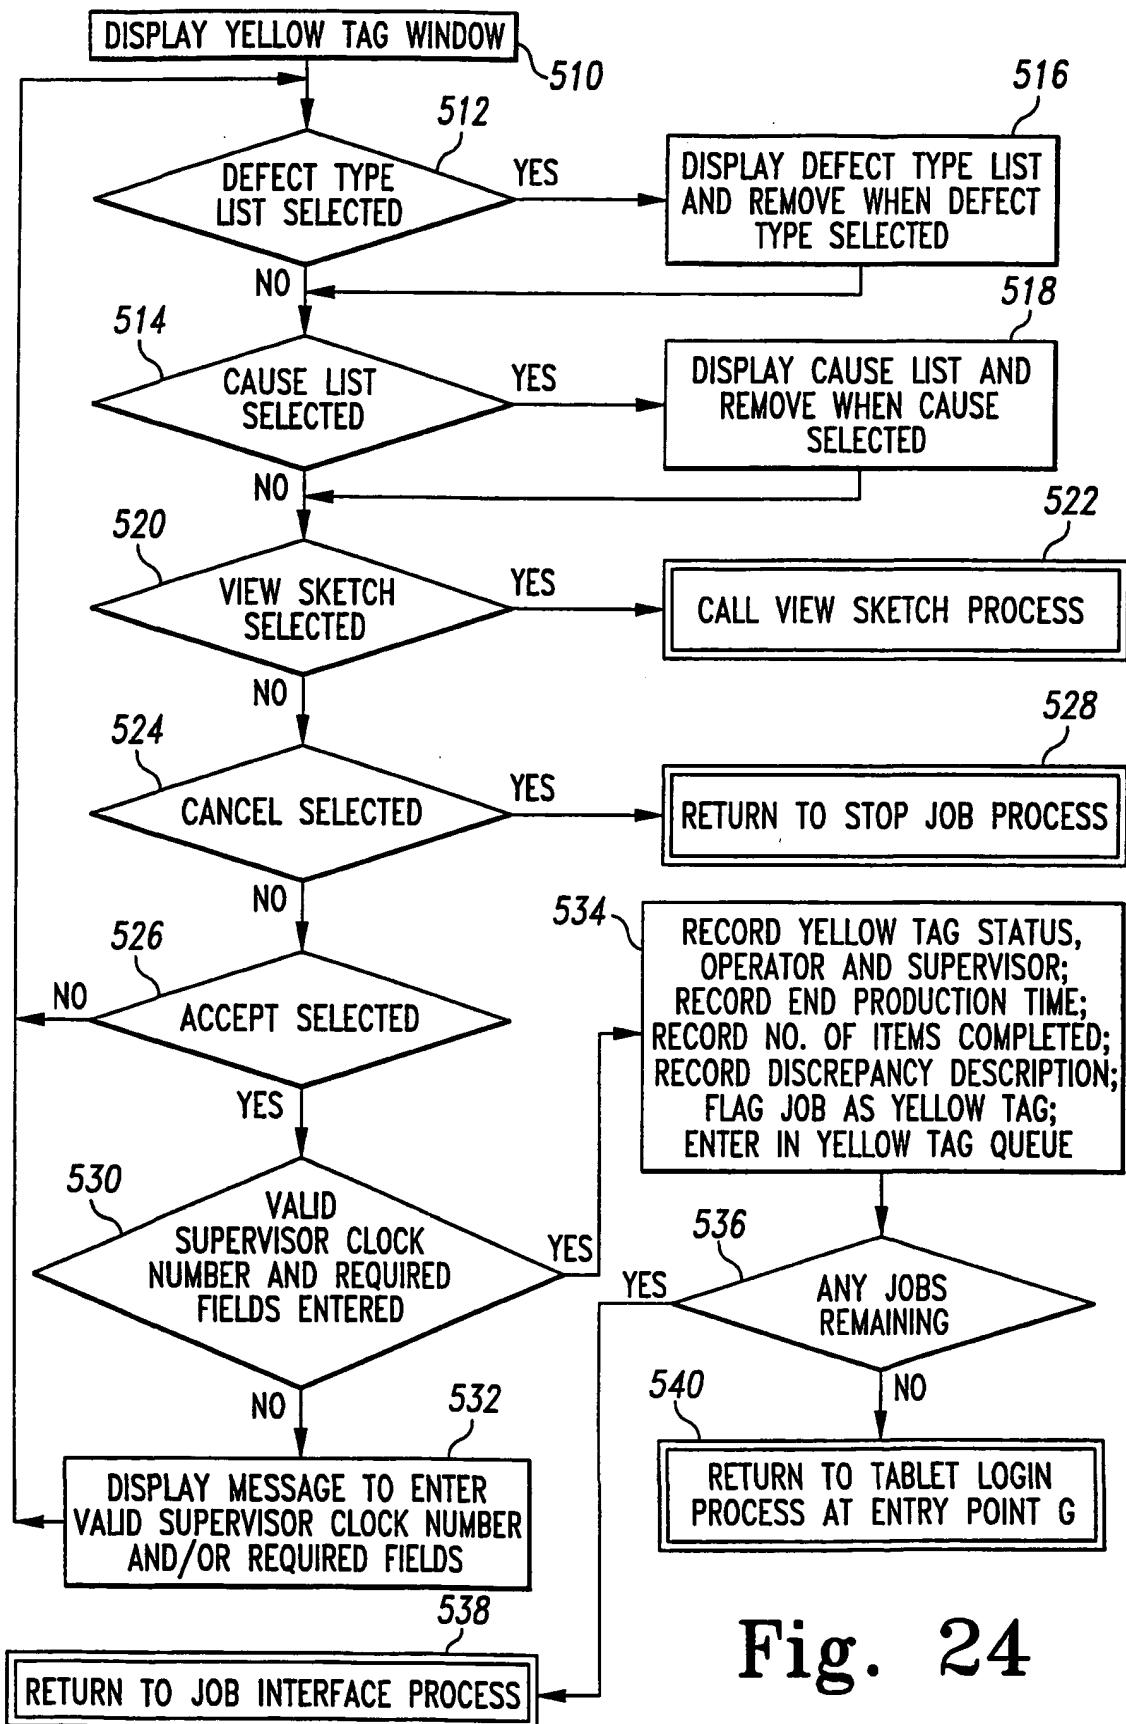 DISPLAY YELLOW TAG WINDOW
510
512
516
DEFECT TYPE
LIST SELECTED
YES
DISPLAY DEFECT TYPE LIST
AND REMOVE WHEN DEFECT
TYPE SELECTED
NO
514
518
CAUSE LIST
SELECTED
YES
DISPLAY CAUSE LIST AND
REMOVE WHEN CAUSE
SELECTED
NO
520
522
VIEW SKETCH
SELECTED
YES
CALL VIEW SKETCH PROCESS
NO
524
528
CANCEL SELECTED
YES
RETURN TO STOP JOB PROCESS
NO
526
ACCEPT SELECTED
NO
YES
530
VALID
SUPERVISOR CLOCK
NUMBER AND REQUIRED
FIELDS ENTERED
YES
534
RECORD YELLOW TAG STATUS,
OPERATOR AND SUPERVISOR;
RECORD END PRODUCTION TIME;
RECORD NO. OF ITEMS COMPLETED;
RECORD DISCREPANCY DESCRIPTION;
FLAG JOB AS YELLOW TAG;
ENTER IN YELLOW TAG QUEUE
536
YES
ANY JOBS
REMAINING
NO
NO
532
DISPLAY MESSAGE TO ENTER
VALID SUPERVISOR CLOCK NUMBER
AND/OR REQUIRED FIELDS
540
RETURN TO TABLET LOGIN
PROCESS AT ENTRY POINT G
538
RETURN TO JOB INTERFACE PROCESS
Fig. 24